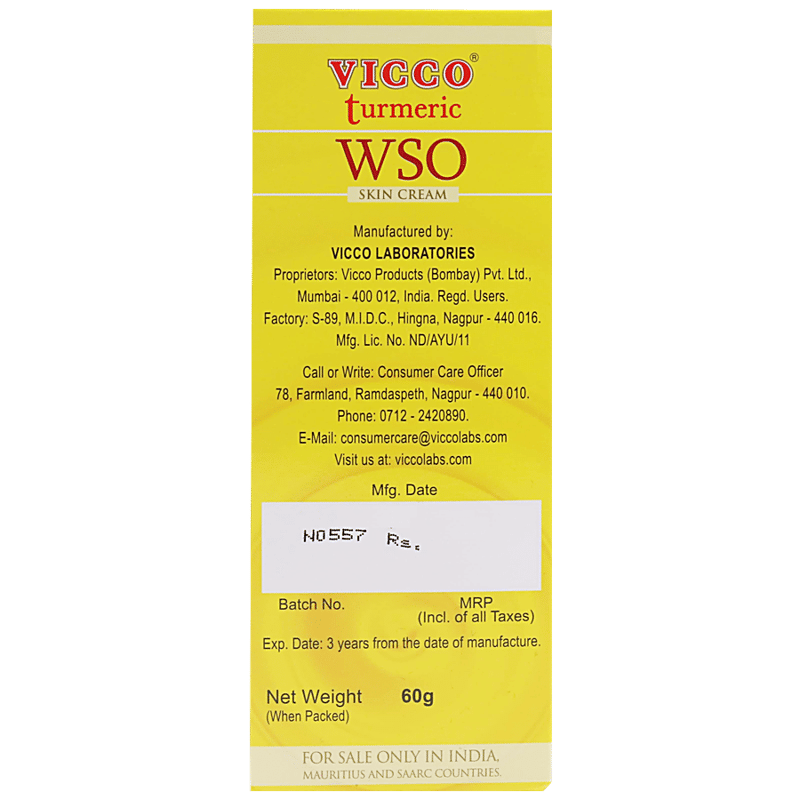 VICCO®
turmeric
WSO
SKIN CREAM
Manufactured by:
VICCO LABORATORIES
Proprietors: Vicco Products (Bombay) Pvt. Ltd.,
Mumbai - 400 012, India. Regd. Users.
Factory: S-89, M.I.D.C., Hingna, Nagpur - 440 016.
Mfg. Lic. No. ND/AYU/11
Call or Write: Consumer Care Officer
78, Farmland, Ramdaspeth, Nagpur - 440 010.
Phone: 0712 - 2420890.
E-Mail: consumercare@viccolabs.com
Visit us at: viccolabs.com
Mfg. Date
N0557 Rs.
Batch No. MRP
(Incl. of all Taxes)
Exp. Date: 3 years from the date of manufacture.
Net Weight 60g
(When Packed)
FOR SALE ONLY IN INDIA,
MAURITIUS AND SAARC COUNTRIES.